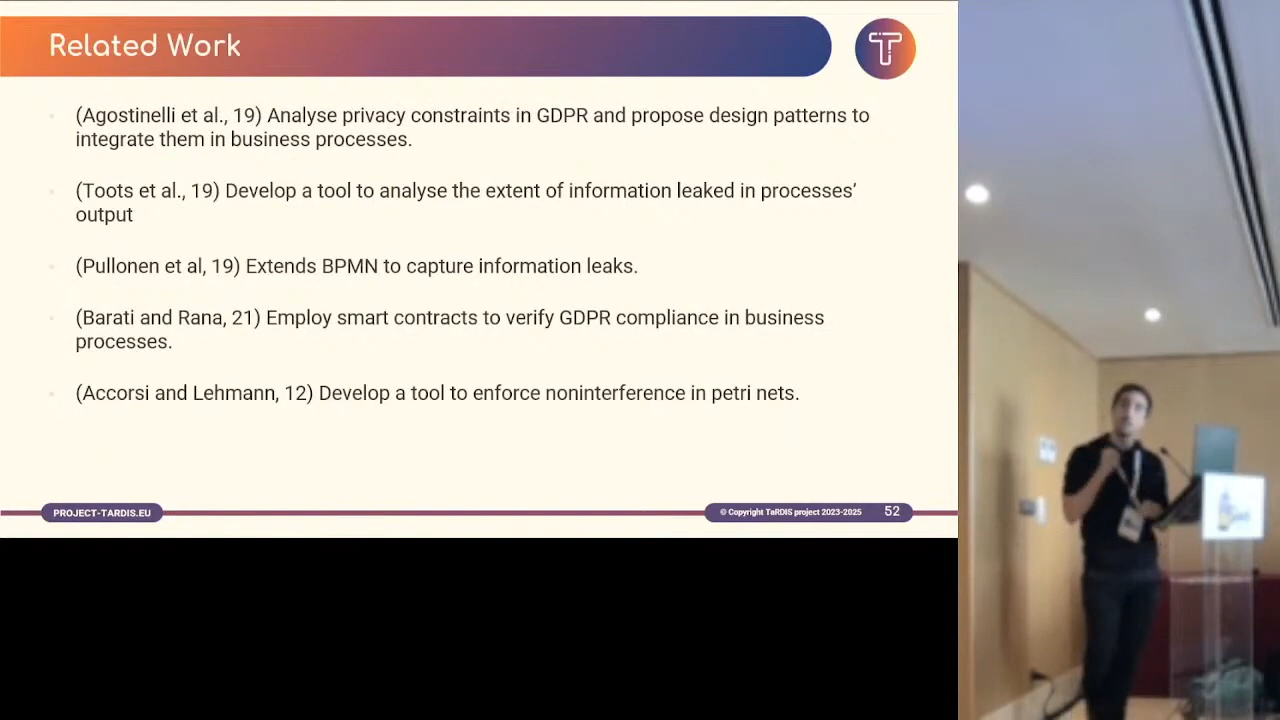 Related Work
T
(Agostinelli et al., 19) Analyse privacy constraints in GDPR and propose design patterns to
integrate them in business processes.
(Toots et al., 19) Develop a tool to analyse the extent of information leaked in processes’
output
(Pullonen et al, 19) Extends BPMN to capture information leaks.
(Barati and Rana, 21) Employ smart contracts to verify GDPR compliance in business
processes.
(Accorsi and Lehmann, 12) Develop a tool to enforce noninterference in petri nets.
PROJECT-TARDIS.EU
© Copyright TaRDIS project 2023-2025
52